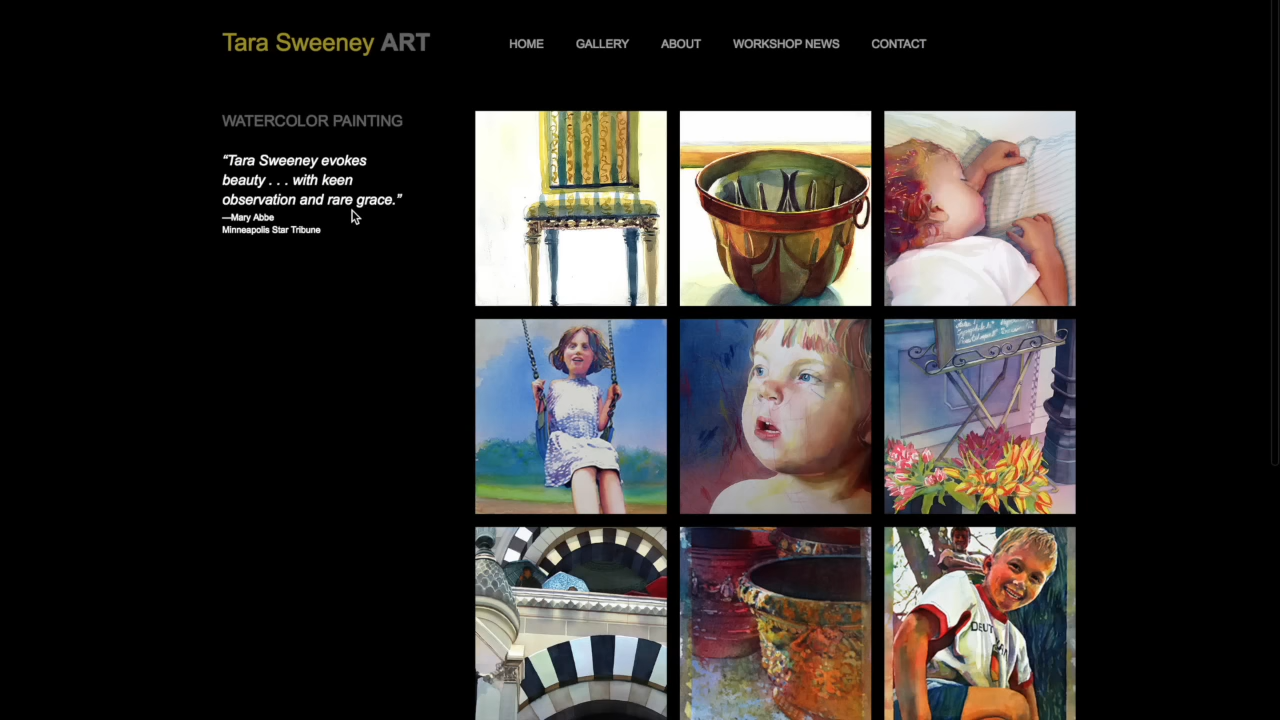 Tara Sweeney ART
HOME GALLERY ABOUT WORKSHOP NEWS CONTACT
WATERCOLOR PAINTING
“Tara Sweeney evokes
beauty . . . with keen
observation and rare grace.”
—Mary Abbe
Minneapolis Star Tribune
DEUT